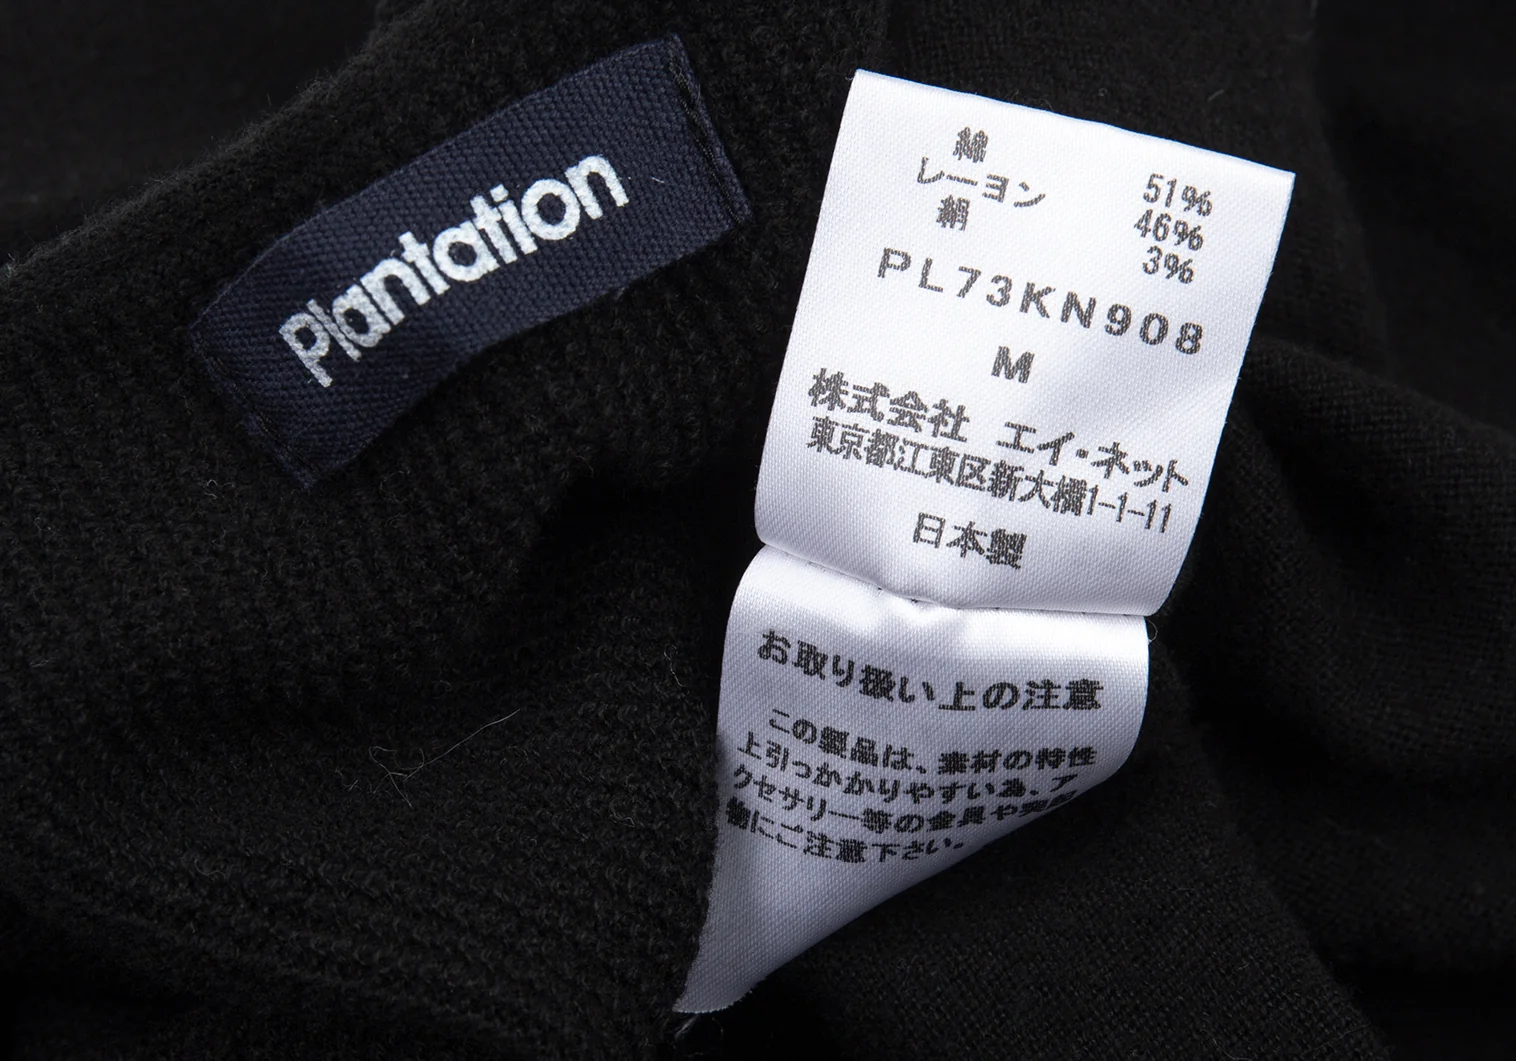 Plantation
綿 51%
レーヨン 46%
絹 3%
PL73KN908
M
株式会社 エイ・ネット
東京都江東区新大橋1-1-11
日本製
お取り扱い上の注意
この製品は、素材の特性
上引っかかりやすい為、ア
クセサリー等の金具や突起
物にご注意下さい。